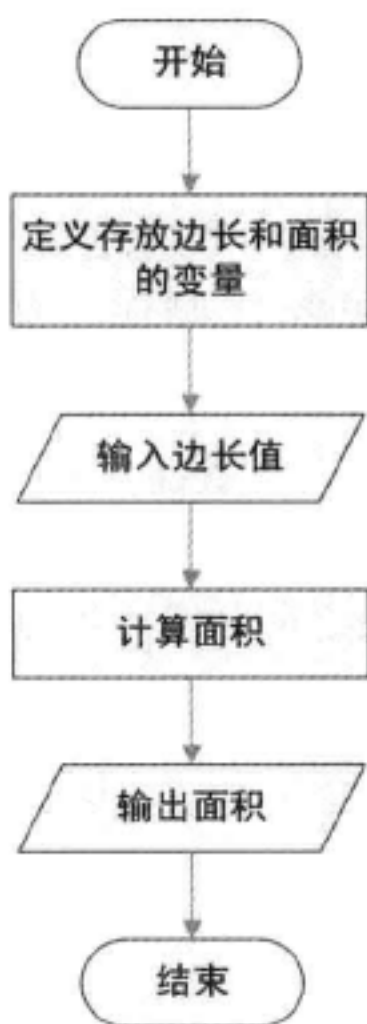 开始
定义存放边长和面积
的变量
输入边长值
计算面积
输出面积
结束